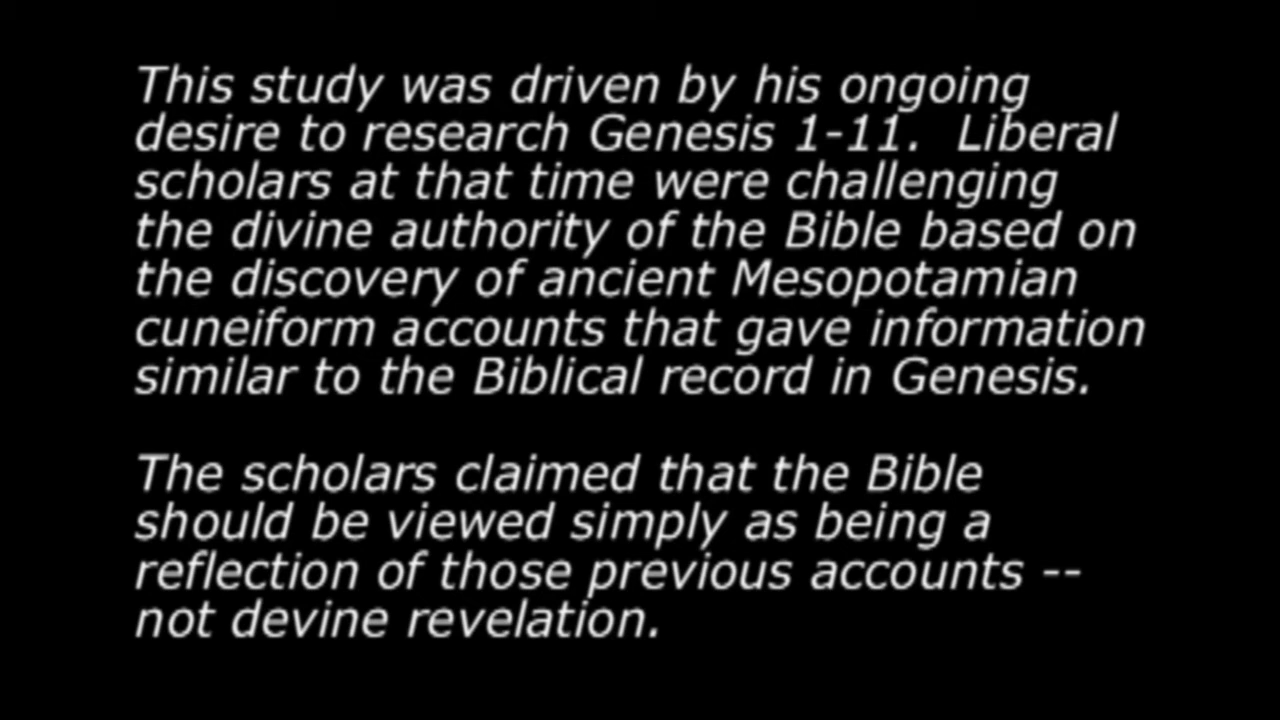 This study was driven by his ongoing
desire to research Genesis 1-11.  Liberal
scholars at that time were challenging
the divine authority of the Bible based on
the discovery of ancient Mesopotamian
cuneiform accounts that gave information
similar to the Biblical record in Genesis.
The scholars claimed that the Bible
should be viewed simply as being a
reflection of those previous accounts --
not devine revelation.